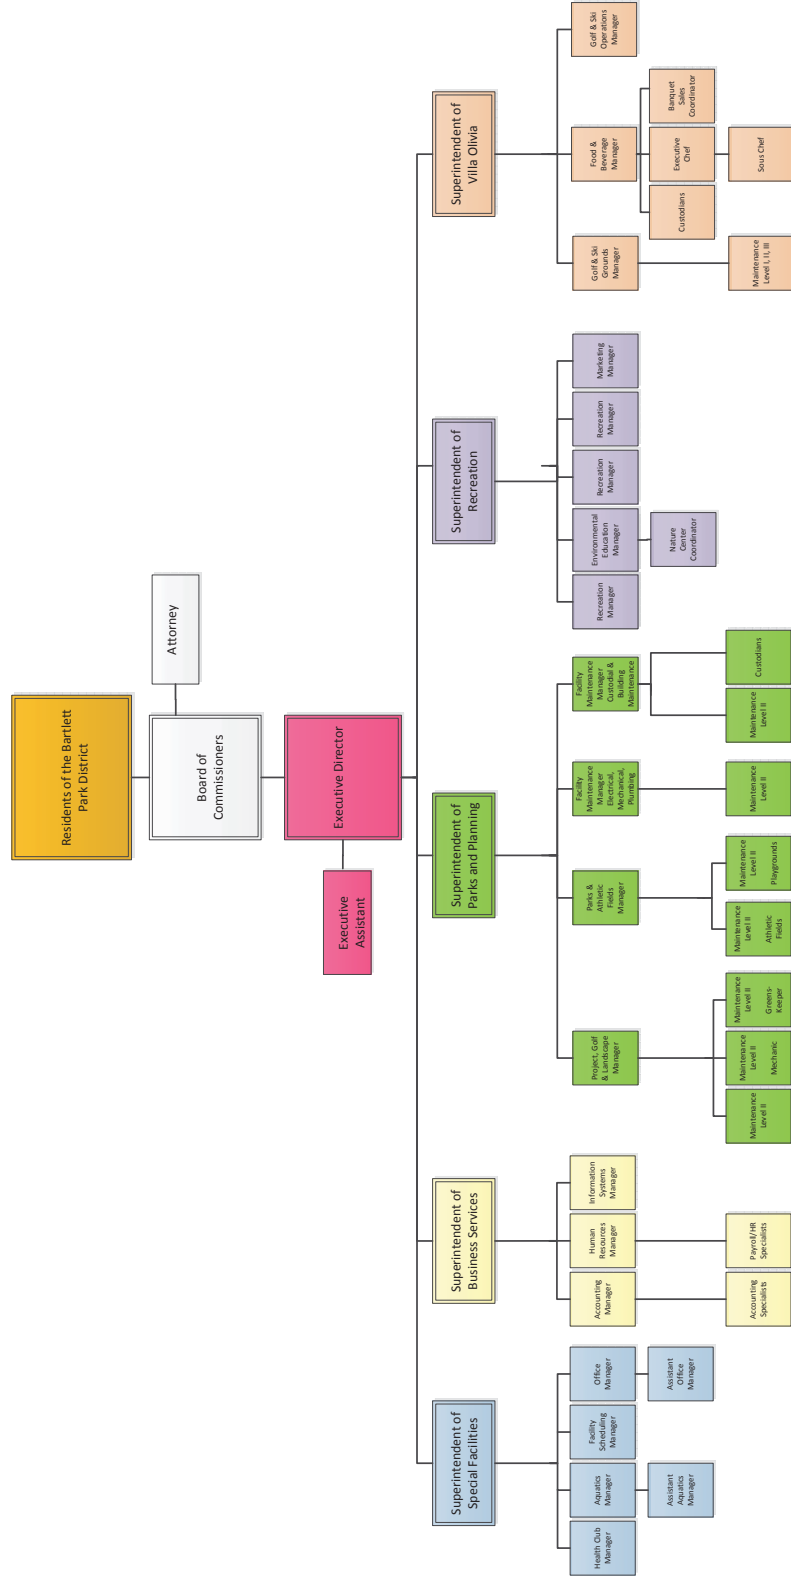 Residents of the Bartlett
Park District
Board of
Commissioners
Attorney
Executive Director
Executive
Assistant
Superintendent of
Special Facilities
Superintendent of
Business Services
Superintendent of
Parks and Planning
Superintendent of
Recreation
Superintendent of
Villa Olivia
Health Club
Manager
Aquatics
Manager
Facility
Scheduling
Manager
Office
Manager
Assistant
Aquatics
Manager
Assistant
Office Manager
Accounting
Manager
Human
Resources
Manager
Information
Systems
Manager
Accounting
Specialists
Payroll/HR
Specialists
Project, Golf
& Landscape
Manager
Parks &
Athletic
Fields
Manager
Facility
Maintenance
Manager
Electrical,
Mechanical,
Plumbing
Facility
Maintenance
Manager
Custodial &
Building
Maintenance
Maintenance
Level II
Maintenance
Level II
Mechanic
Maintenance
Level II
Greens-
Keeper
Maintenance
Level II
Athletic
Fields
Maintenance
Level II
Playgrounds
Maintenance
Level II
Maintenance
Level II
Custodians
Recreation
Manager
Environmental
Education
Manager
Recreation
Manager
Recreation
Manager
Marketing
Manager
Nature
Center
Coordinator
Golf & Ski
Grounds
Manager
Food &
Beverage
Manager
Golf & Ski
Operations
Manager
Custodians
Executive
Chef
Banquet
Sales
Coordinator
Maintenance
Level I, II, III
Sous Chef